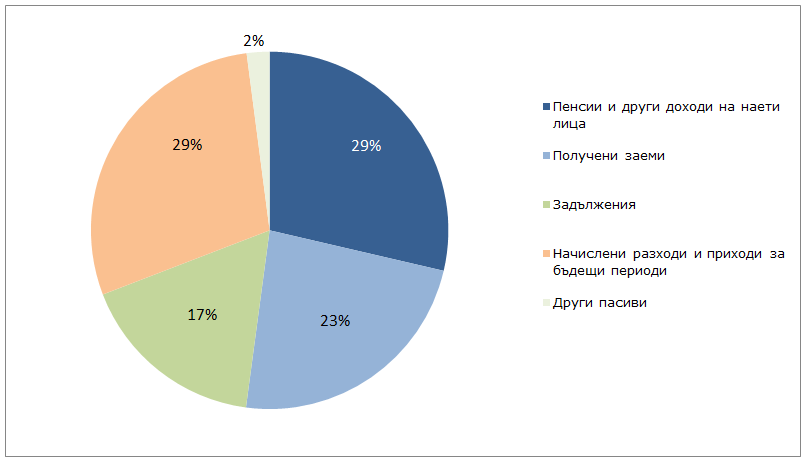 2%
29%
29%
23%
17%
Пенсии и други доходи на наети
лица
Получени заеми
Задължения
Начислени разходи и приходи за
бъдещи периоди
Други пасиви